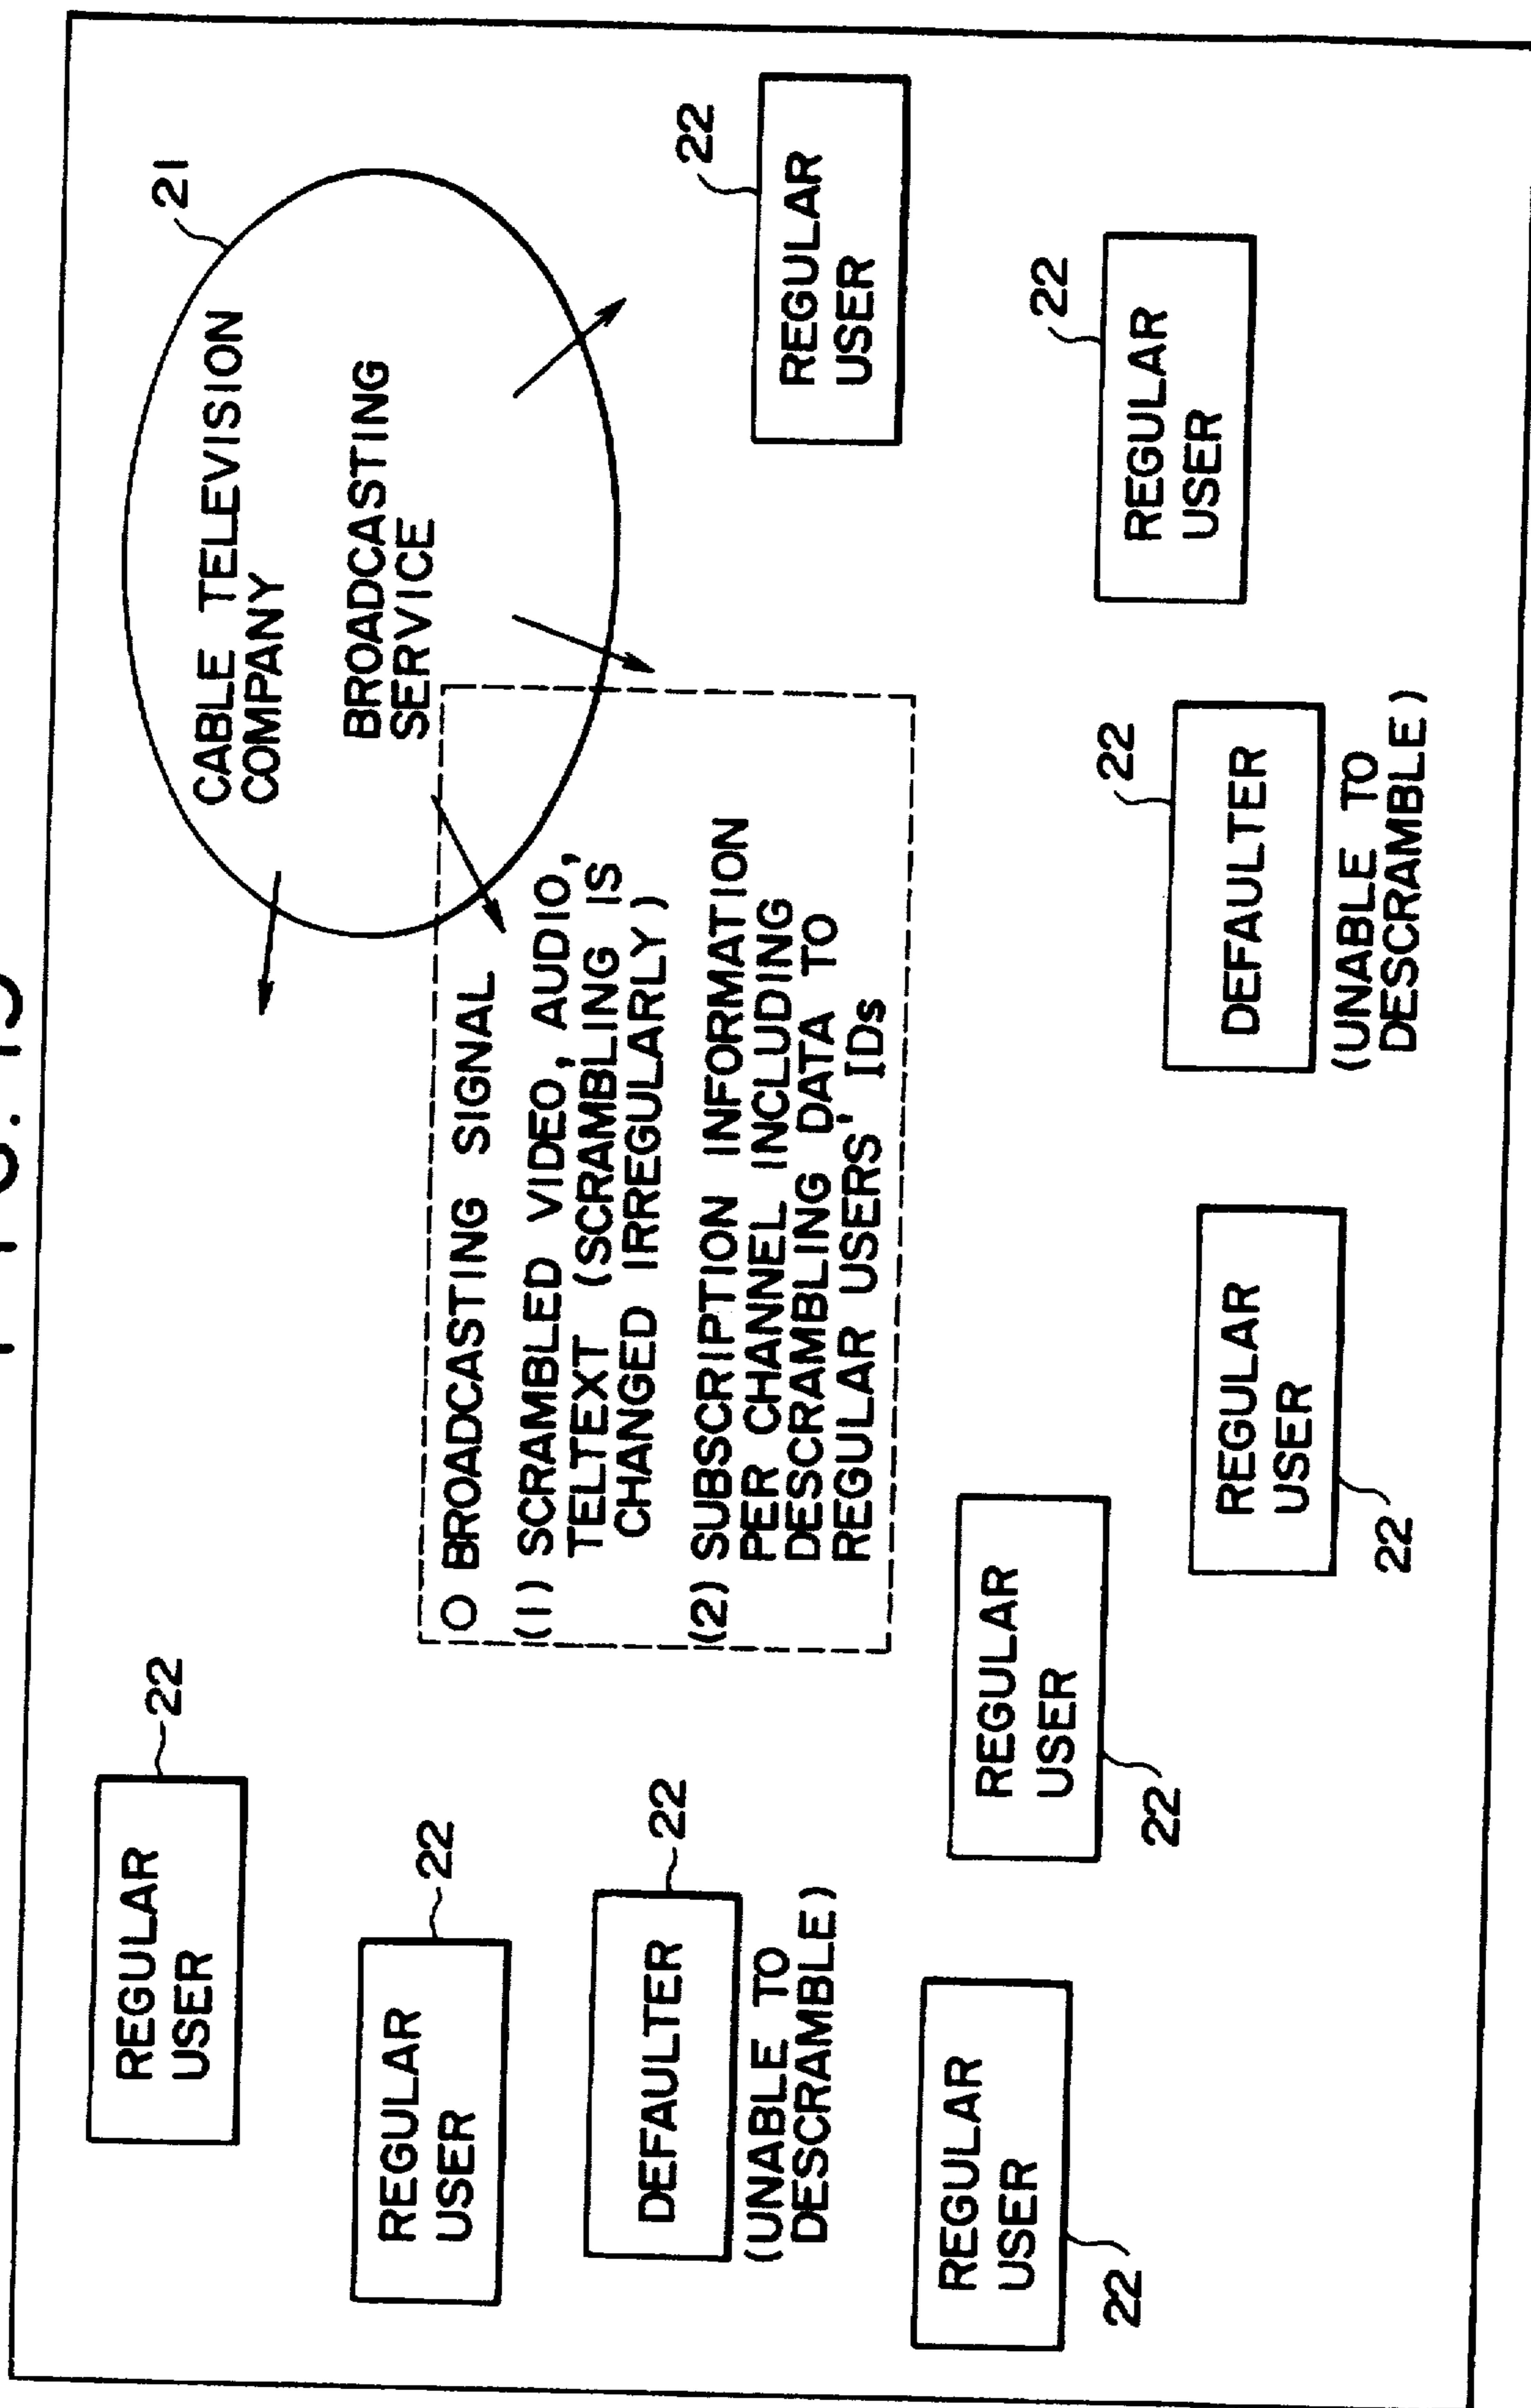 22
REGULAR
USER
21
CABLE TELEVISION
COMPANY
BROADCASTING
SERVICE
22
REGULAR
USER
○ BROADCASTING SIGNAL
(1) SCRAMBLED VIDEO, AUDIO,
TELTEXT (SCRAMBLING IS
CHANGED IRREGULARLY)
(2) SUBSCRIPTION INFORMATION
PER CHANNEL INCLUDING
DESCRAMBLING DATA TO
REGULAR USERS' IDs
22
DEFAULTER
(UNABLE TO
DESCRAMBLE)
22
REGULAR
USER
REGULAR
USER
22
REGULAR
USER
22
22
REGULAR
USER
22
DEFAULTER
(UNABLE TO
DESCRAMBLE)
REGULAR
USER
22